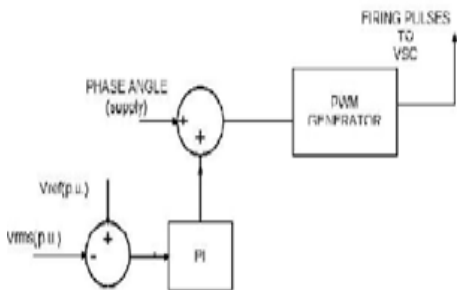 FIRING PULSES
TO
VSC
PHASE ANGLE
(supply)
+
+
PWM
GENERATOR
Vref(p.u.)
+
Vrms(p.u.)
-
PI